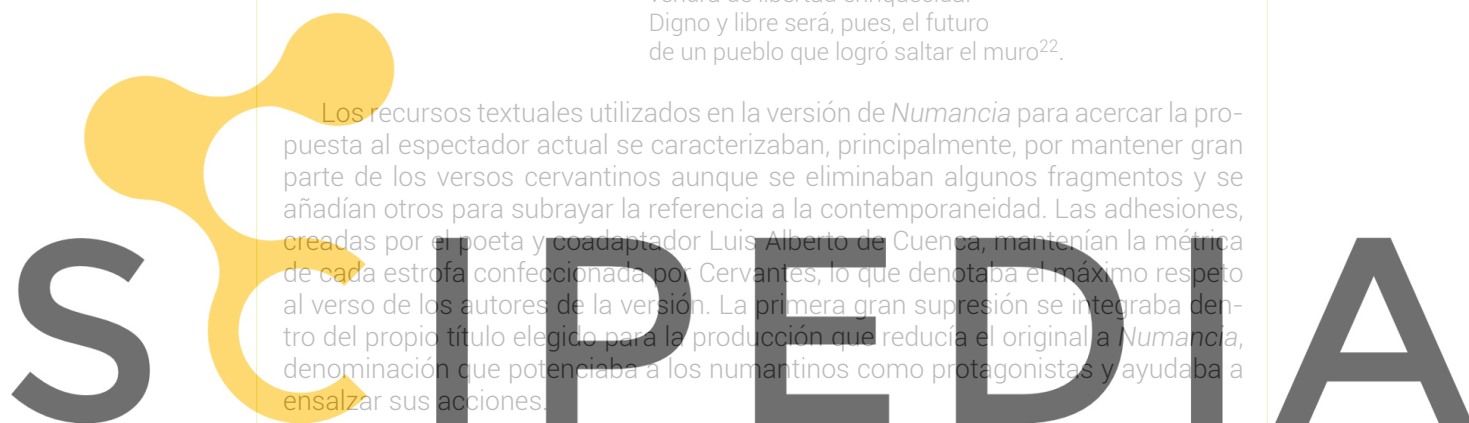 vendrá de libertad enriquecida.
Digno y libre será, pues, el futuro
de un pueblo que logró saltar el muro22.
Los recursos textuales utilizados en la versión de Numancia para acercar la pro-
puesta al espectador actual se caracterizaban, principalmente, por mantener gran
parte de los versos cervantinos aunque se eliminaban algunos fragmentos y se
añadían otros para subrayar la referencia a la contemporaneidad. Las adhesiones,
creadas por el poeta y coadaptador Luis Alberto de Cuenca, mantenían la métrica
de cada estrofa confeccionada por Cervantes, lo que denotaba el máximo respeto
al verso de los autores de la versión. La primera gran supresión se integraba den-
tro del propio título elegido para la producción que reducía el original a Numancia,
denominación que potenciaba a los numantinos como protagonistas y ayudaba a
ensalzar sus acciones.
SCIPEDIA